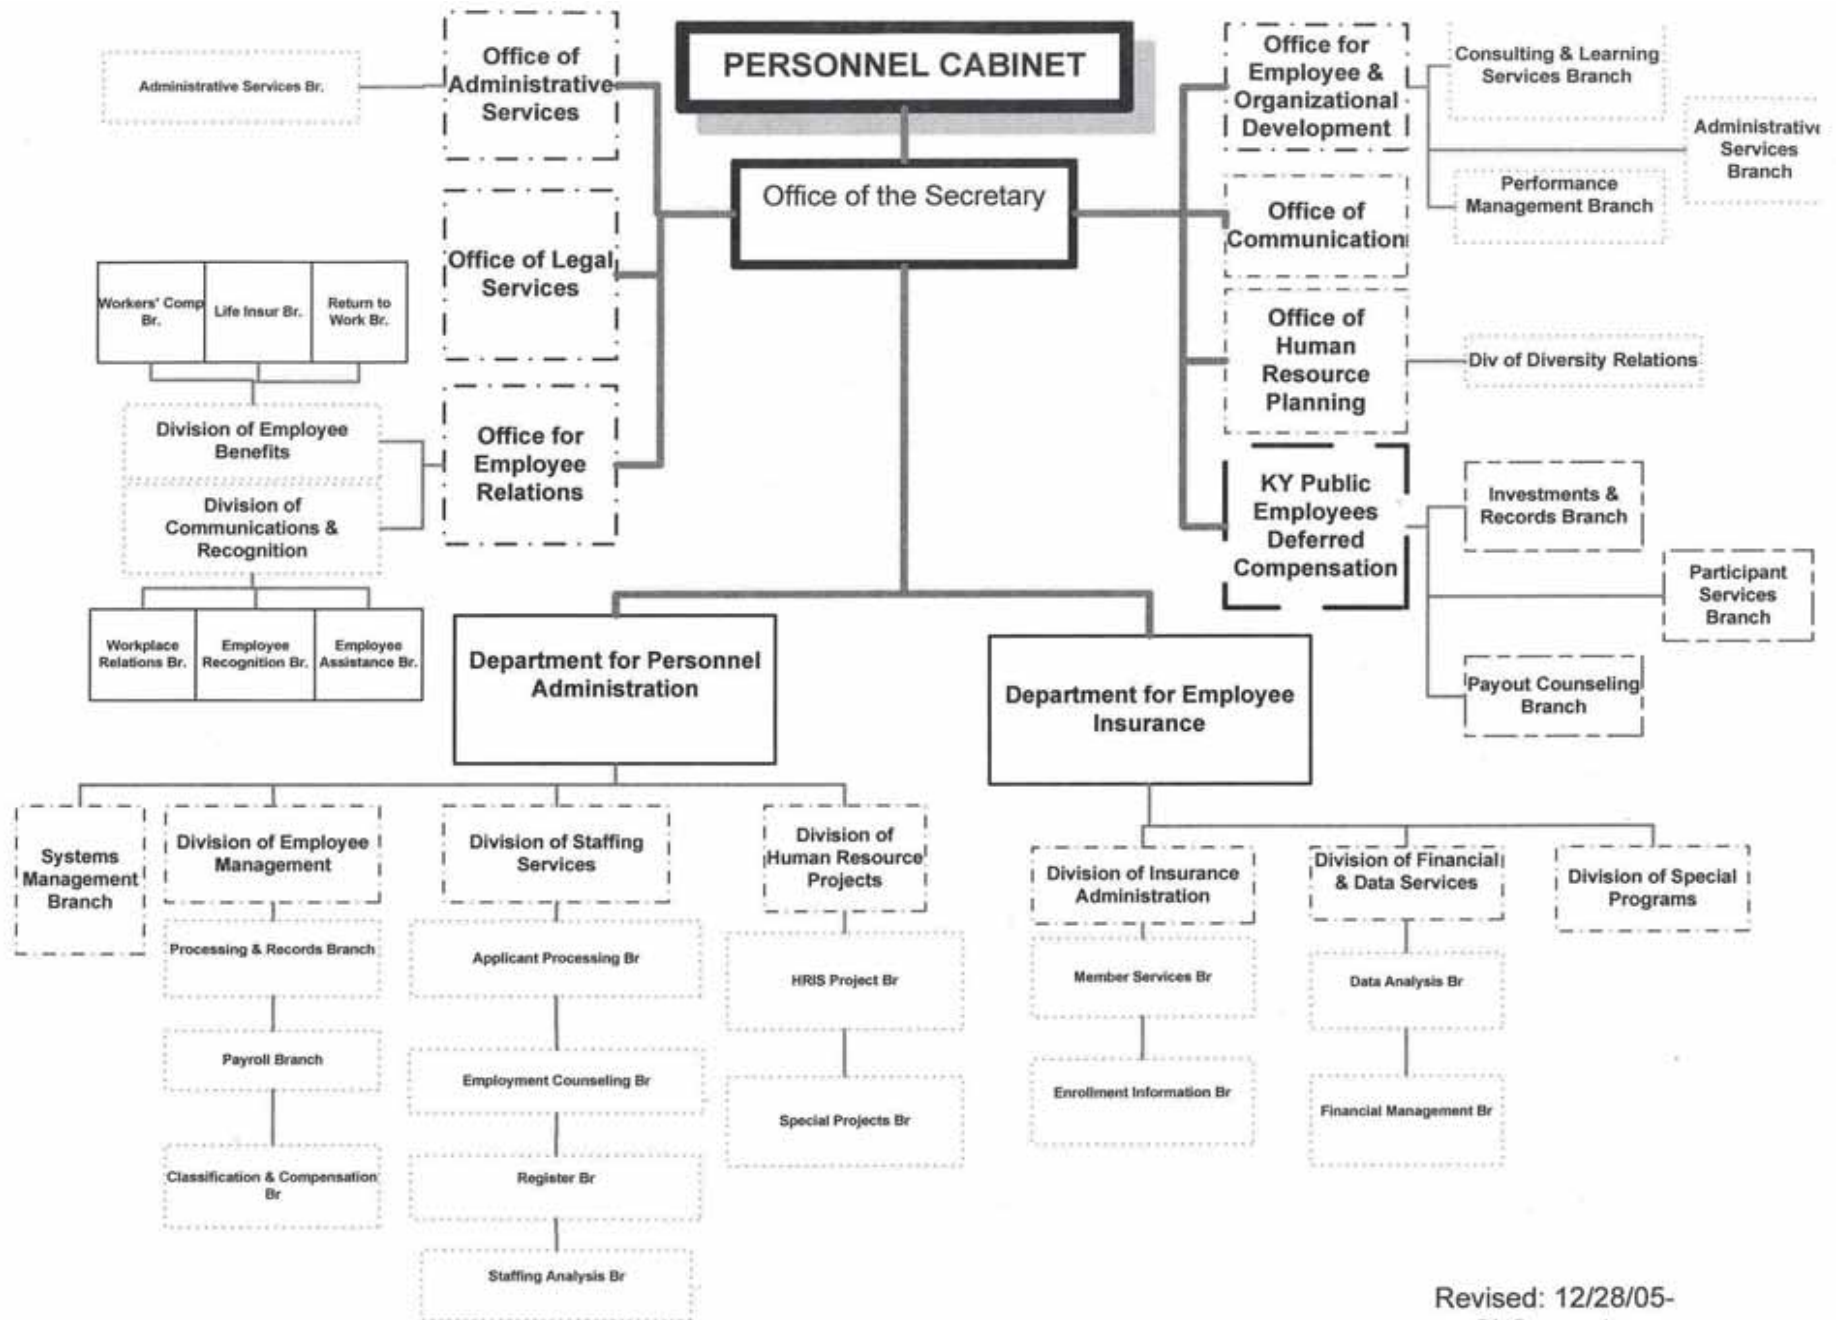 PERSONNEL CABINET
Office of the Secretary
Office of
Administrative
Services
Administrative Services Br.
Office of Legal
Services
Office for
Employee
Relations
Workers' Comp
Br.
Life Insur Br.
Return to
Work Br.
Division of Employee
Benefits
Division of
Communications &
Recognition
Workplace
Relations Br.
Employee
Recognition Br.
Employee
Assistance Br.
Office for
Employee &
Organizational
Development
Consulting & Learning
Services Branch
Administrative
Services
Branch
Performance
Management Branch
Office of
Communication
Office of
Human
Resource
Planning
Div of Diversity Relations
KY Public
Employees
Deferred
Compensation
Investments &
Records Branch
Participant
Services
Branch
Payout Counseling
Branch
Department for Personnel
Administration
Department for Employee
Insurance
Systems
Management
Branch
Division of Employee
Management
Processing & Records Branch
Payroll Branch
Classification & Compensation
Br
Division of Staffing
Services
Applicant Processing Br
Employment Counseling Br
Register Br
Staffing Analysis Br
Division of
Human Resource
Projects
HRIS Project Br
Special Projects Br
Division of Insurance
Administration
Member Services Br
Enrollment Information Br
Division of Financial
& Data Services
Data Analysis Br
Financial Management Br
Division of Special
Programs
Revised: 12/28/05-